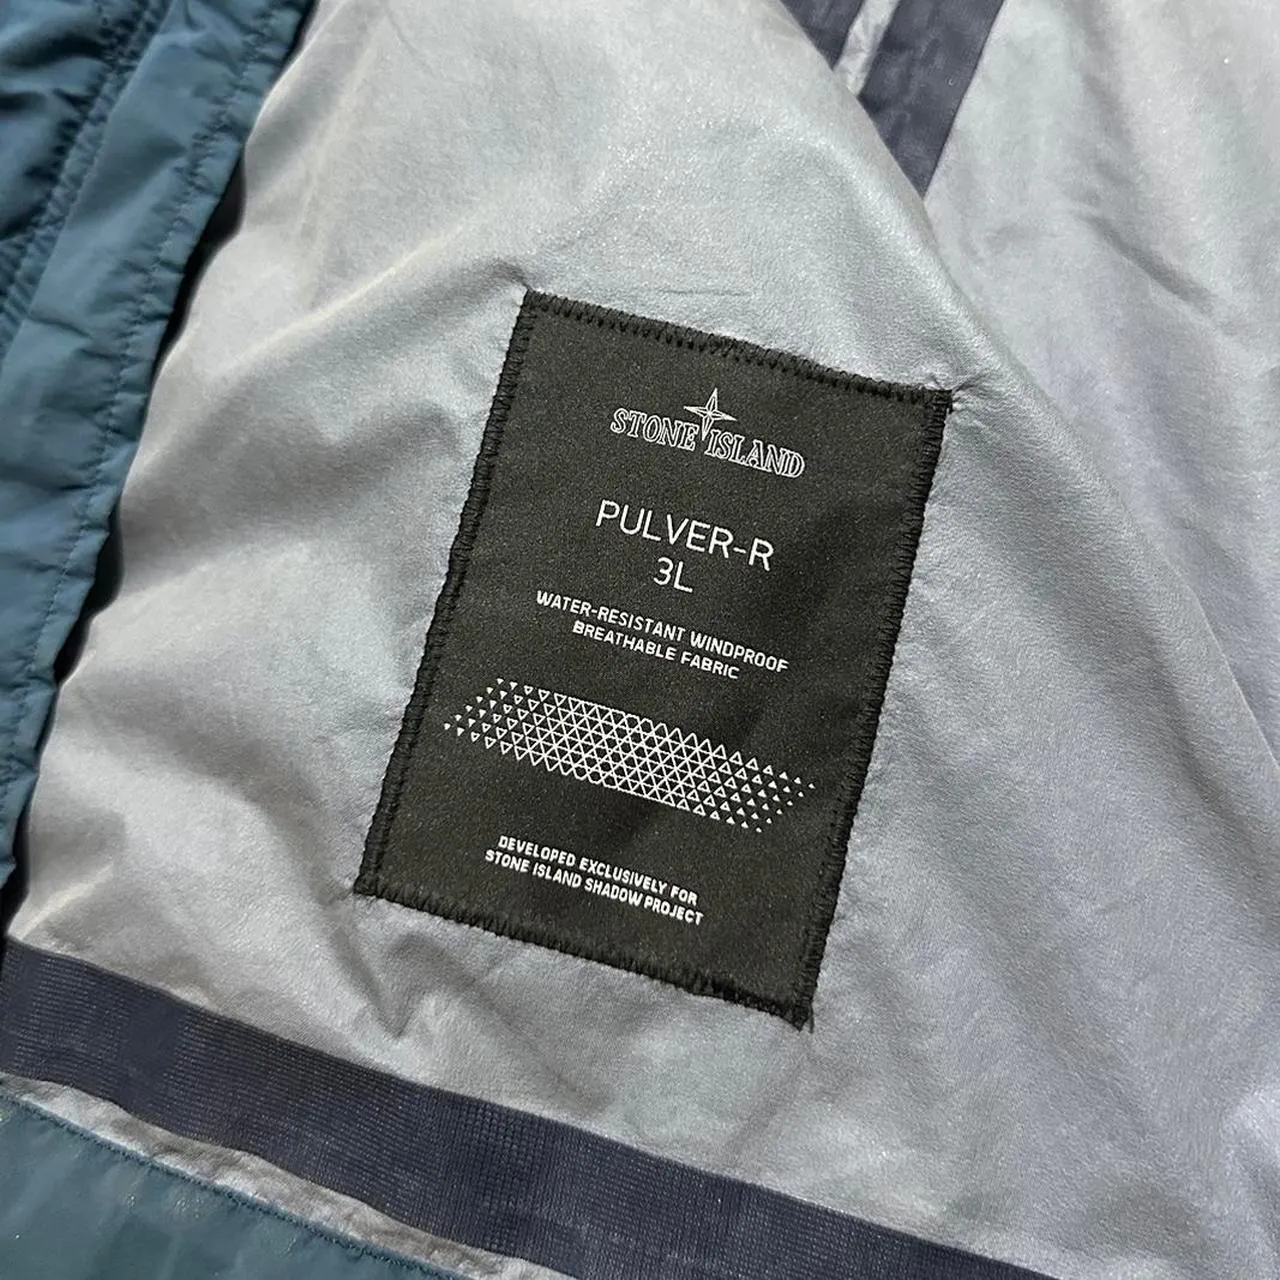 STONE ISLAND
PULVER-R
3L
WATER-RESISTANT WINDPROOF
BREATHABLE FABRIC
DEVELOPED EXCLUSIVELY FOR
STONE ISLAND SHADOW PROJECT